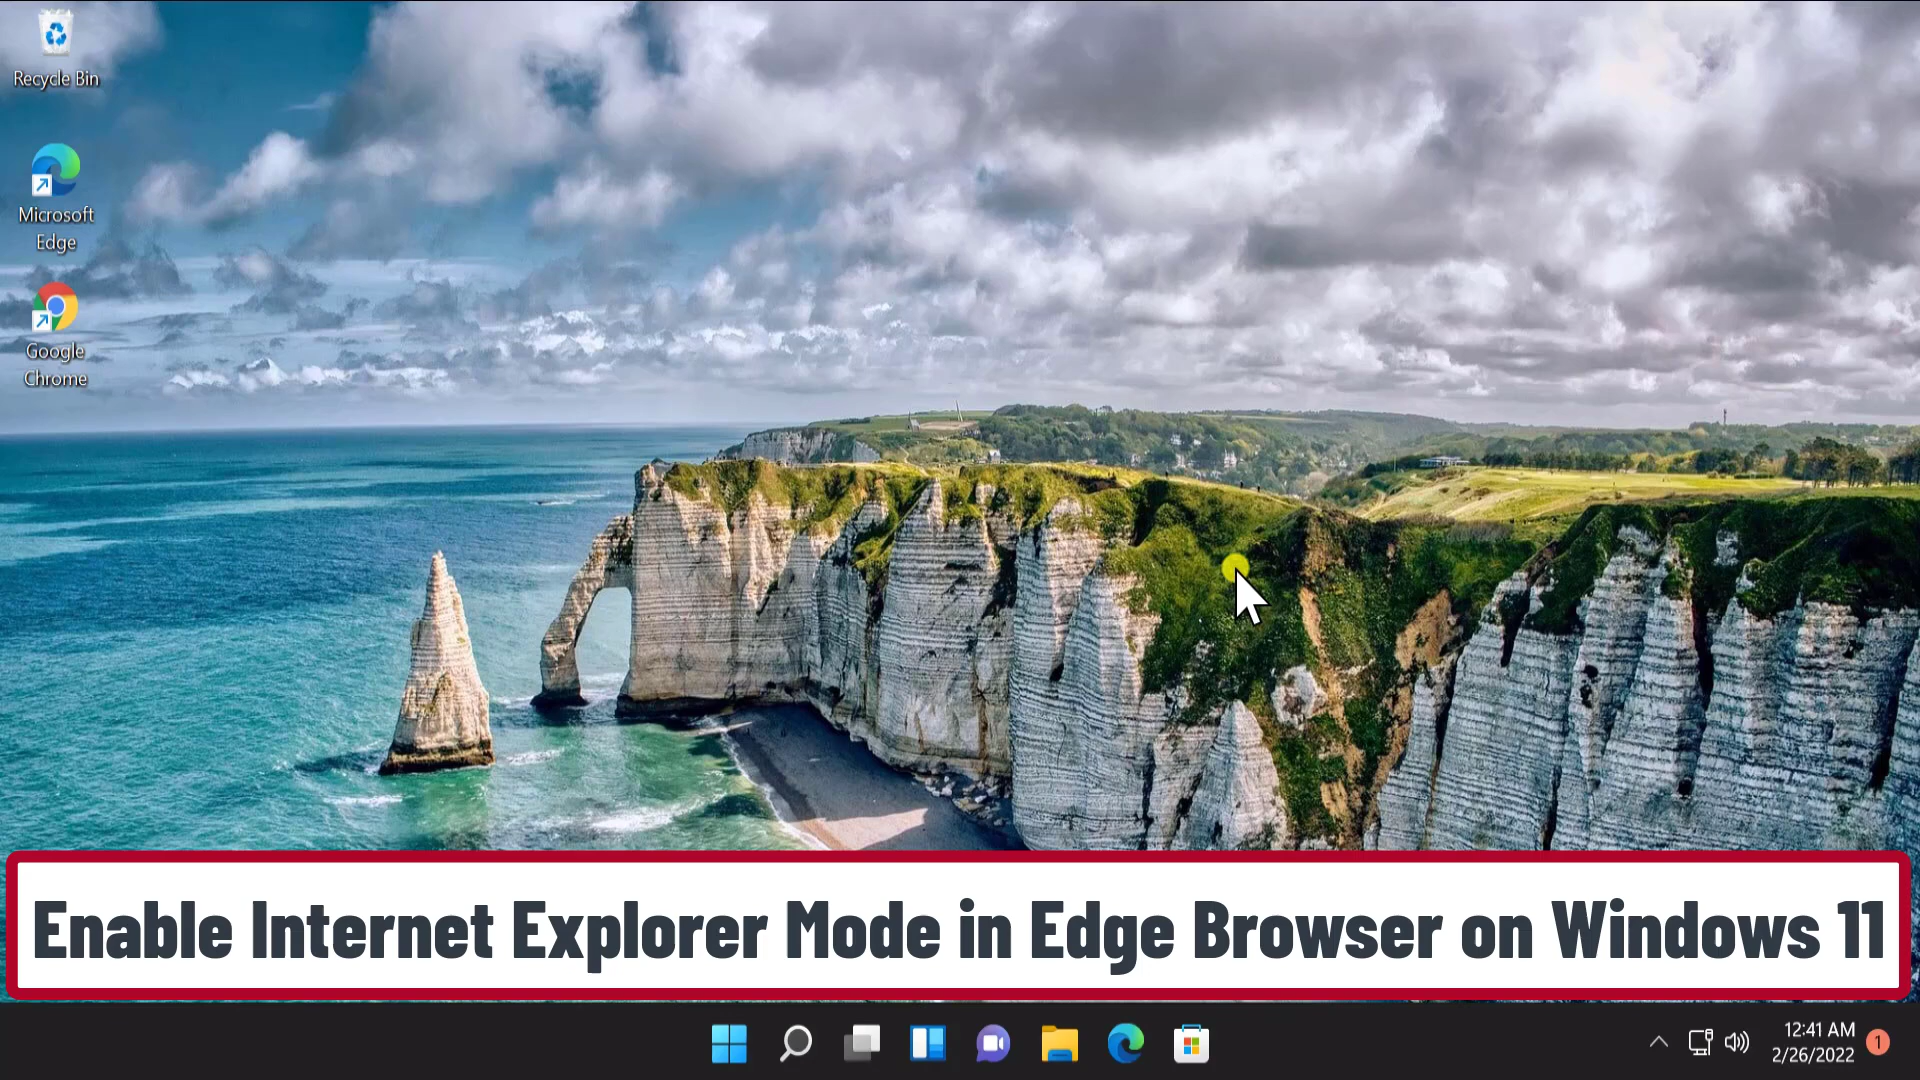 Recycle Bin
Microsoft
Edge
Google
Chrome
Enable Internet Explorer Mode in Edge Browser on Windows 11
12:41 AM
2/26/2022
1